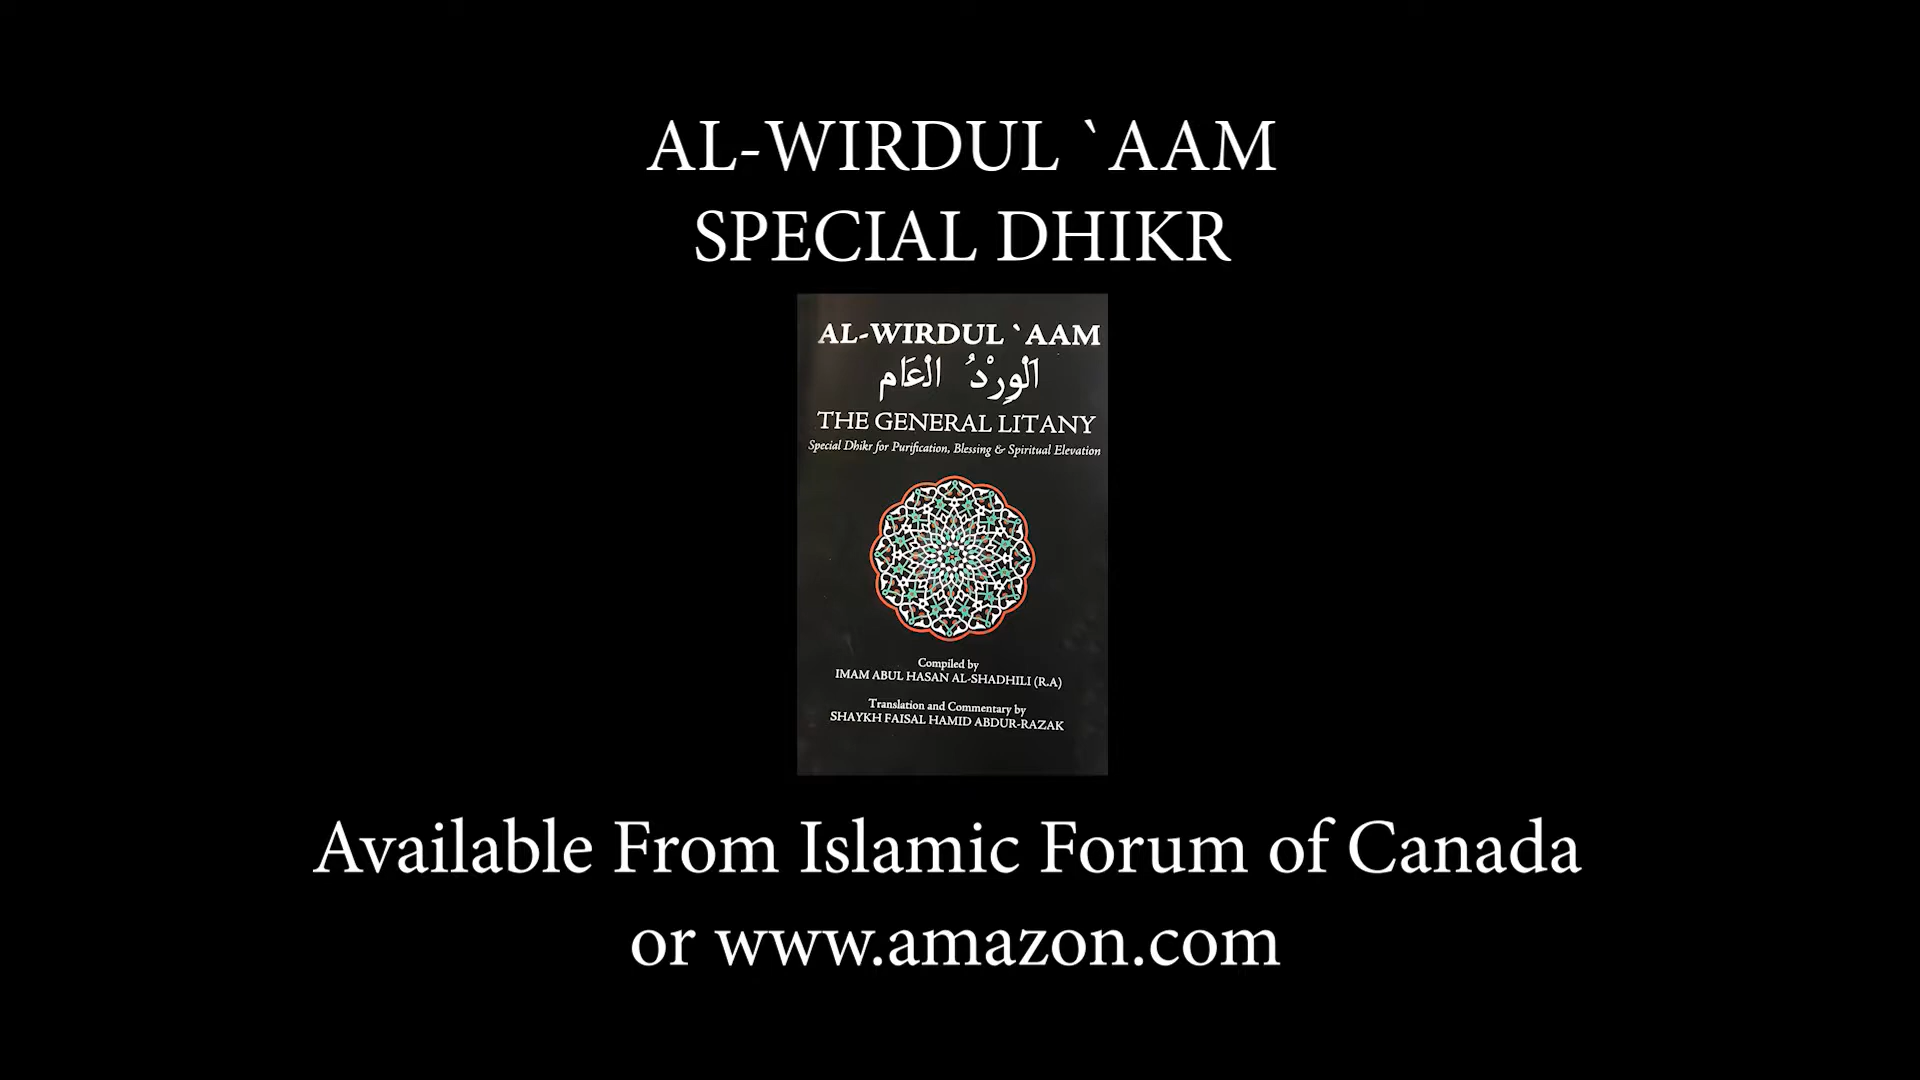 AL-WIRDUL `AAM
SPECIAL DHIKR
AL-WIRDUL `AAM
اَلْوِرْدُ الْعَام
THE GENERAL LITANY
Special Dhikr for Purification, Blessing & Spiritual Elevation
Compiled by
IMAM ABUL HASAN AL-SHADHILI (R.A)
Translation and Commentary by
SHAYKH FAISAL HAMID ABDUR-RAZAK
Available From Islamic Forum of Canada
or www.amazon.com